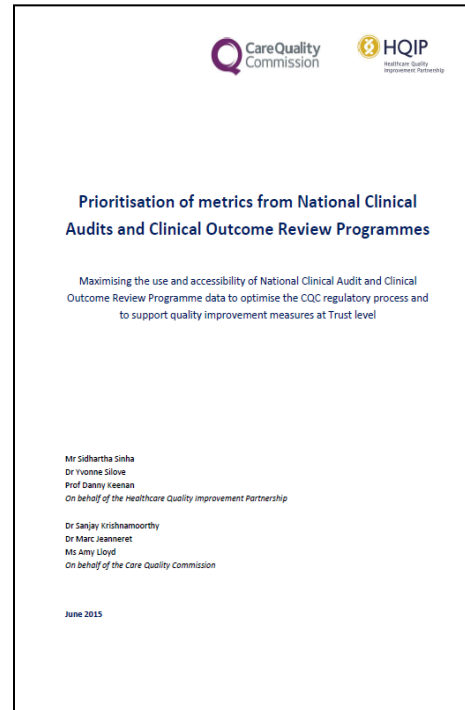 CareQuality
Commission
HQIP
Healthcare Quality
Improvement Partnership
Prioritisation of metrics from National Clinical
Audits and Clinical Outcome Review Programmes
Maximising the use and accessibility of National Clinical Audit and Clinical
Outcome Review Programme data to optimise the CQC regulatory process and
to support quality improvement measures at Trust level
Mr Sidhartha Sinha
Dr Yvonne Silove
Prof Danny Keenan
On behalf of the Healthcare Quality Improvement Partnership
Dr Sanjay Krishnamoorthy
Dr Marc Jeanneret
Ms Amy Lloyd
On behalf of the Care Quality Commission
June 2015